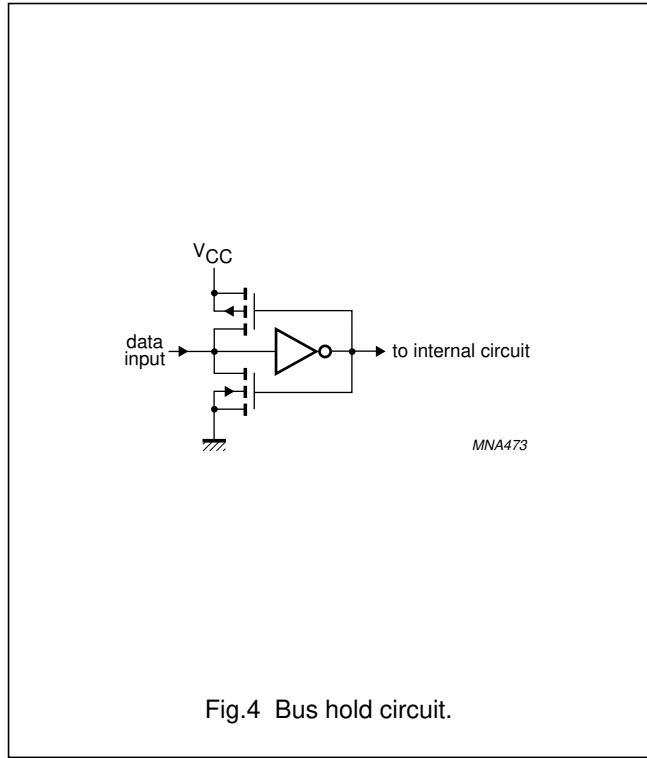 VCC
data
input
to internal circuit
MNA473
Fig.4 Bus hold circuit.